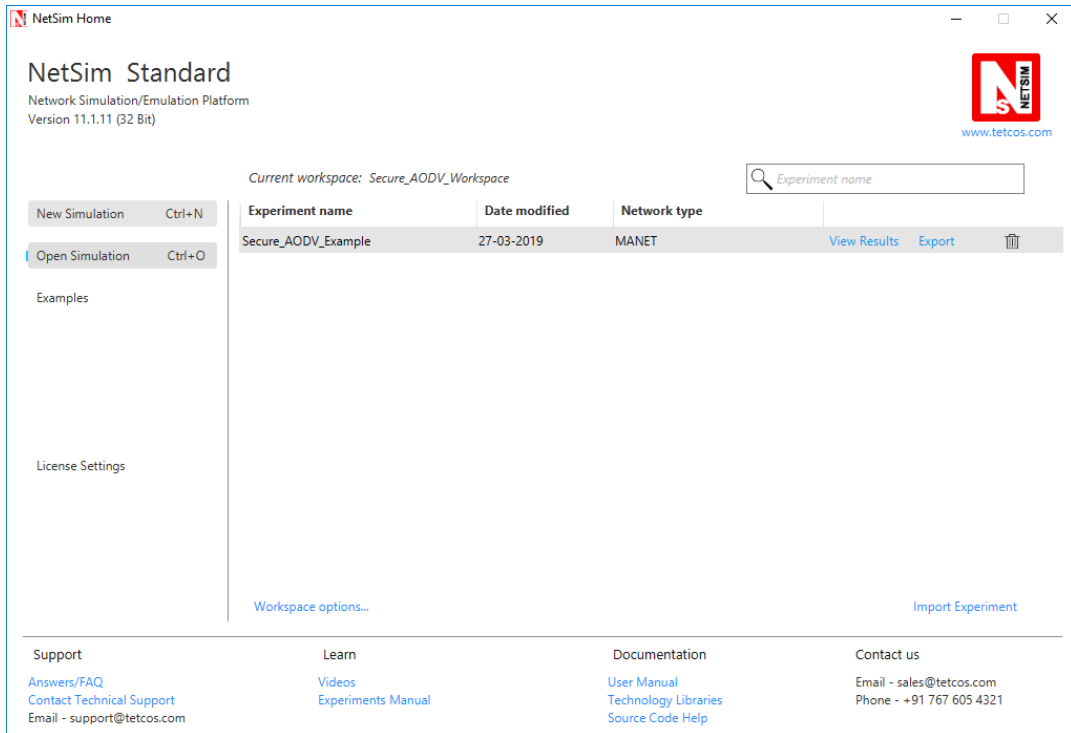 NetSim Home
NetSim Standard
Network Simulation/Emulation Platform
Version 11.1.11 (32 Bit)
NETSIM
www.tetcos.com
Current workspace: Secure_AODV_Workspace
Experiment name
New Simulation Ctrl+N
Open Simulation Ctrl+O
Examples
License Settings
Experiment name Date modified Network type
Secure_AODV_Example 27-03-2019 MANET View Results Export
Workspace options... Import Experiment
Support
Answers/FAQ
Contact Technical Support
Email - support@tetcos.com
Learn
Videos
Experiments Manual
Documentation
User Manual
Technology Libraries
Source Code Help
Contact us
Email - sales@tetcos.com
Phone - +91 767 605 4321